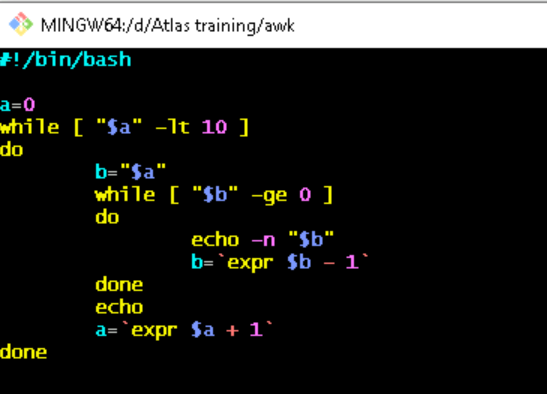 MINGW64:/d/Atlas training/awk
#!/bin/bash
a=0
while [ "$a" -lt 10 ]
do
b="$a"
while [ "$b" -ge 0 ]
do
echo -n "$b"
b=`expr $b - 1`
done
echo
a=`expr $a + 1`
done